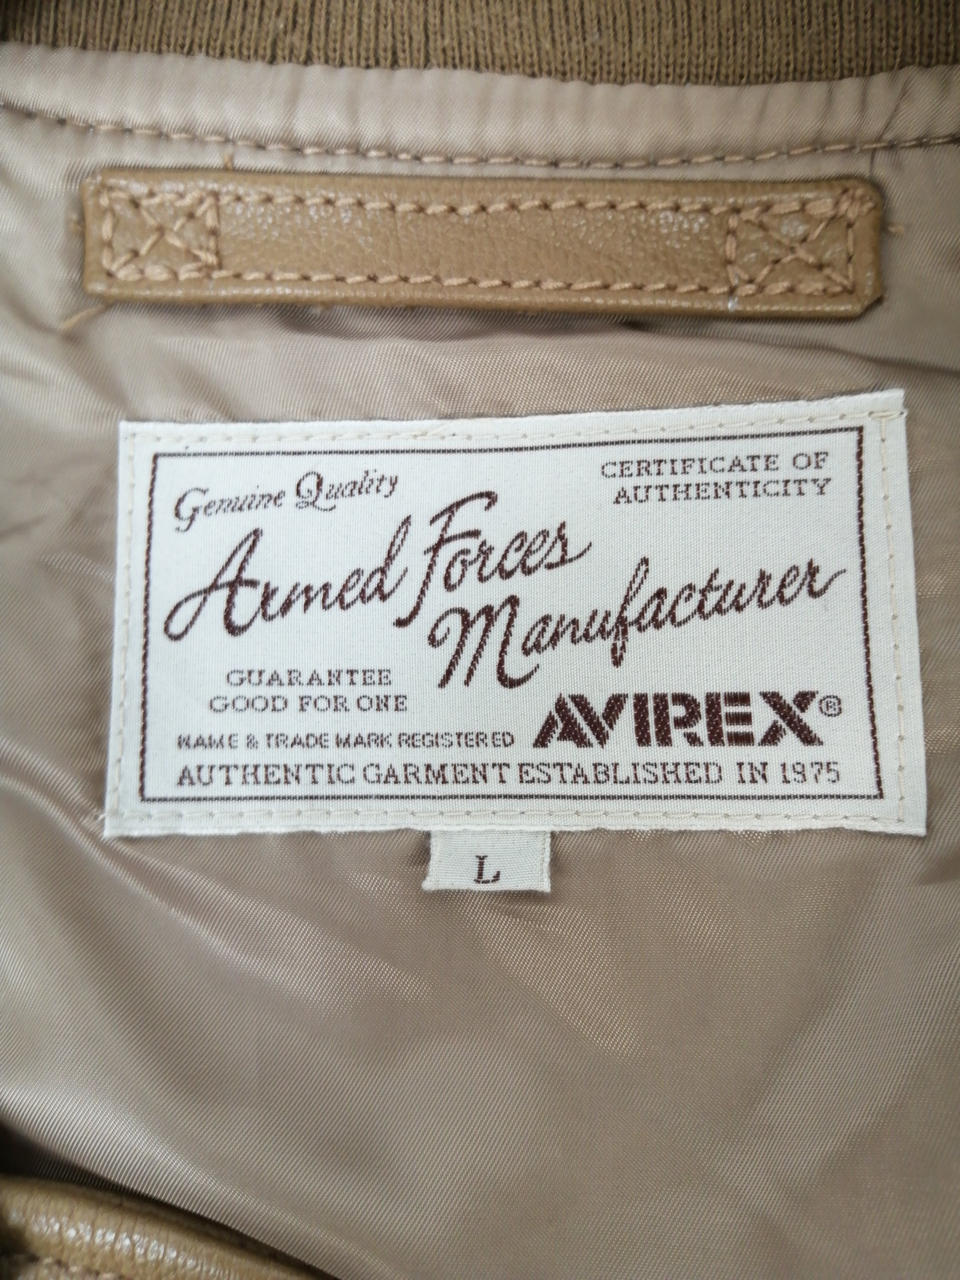 Genuine Quality
CERTIFICATE OF
AUTHENTICITY
Armed Forces
Manufacturer
GUARANTEE
GOOD FOR ONE
AVIREX®
NAME & TRADE MARK REGISTERED
AUTHENTIC GARMENT ESTABLISHED IN 1975
L